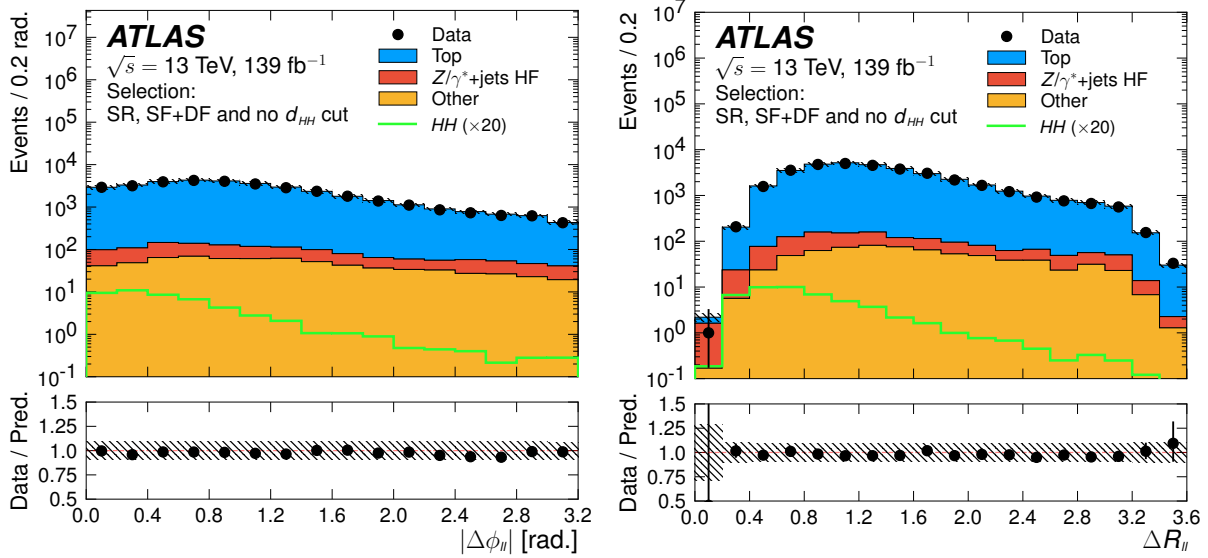 Events / 0.2 rad.
10⁷
10⁶
10⁵
10⁴
10³
10²
10¹
10⁰
10⁻¹
ATLAS
√s = 13 TeV, 139 fb⁻¹
Selection:
SR, SF+DF and no d_HH cut
Data
Top
Z/γ*+jets HF
Other
HH (×20)
Data / Pred.
1.5
1.25
1.0
0.75
0.5
0.0 0.4 0.8 1.2 1.6 2.0 2.4 2.8 3.2
|Δϕ_ll| [rad.]
Events / 0.2
10⁷
10⁶
10⁵
10⁴
10³
10²
10¹
10⁰
10⁻¹
ATLAS
√s = 13 TeV, 139 fb⁻¹
Selection:
SR, SF+DF and no d_HH cut
Data
Top
Z/γ*+jets HF
Other
HH (×20)
Data / Pred.
1.5
1.25
1.0
0.75
0.5
0.0 0.4 0.8 1.2 1.6 2.0 2.4 2.8 3.2 3.6
ΔR_ll